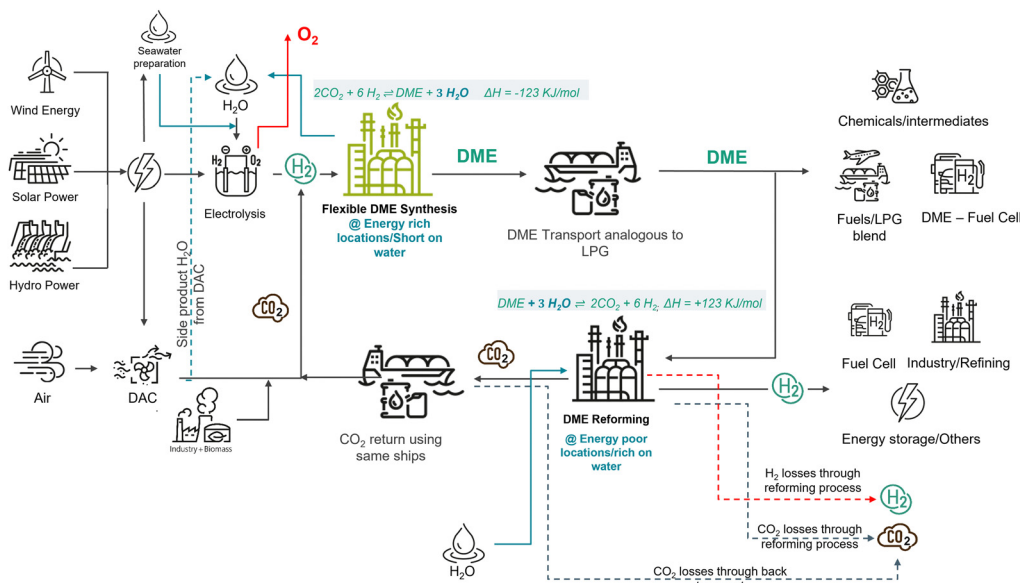 Seawater
preparation
O₂
H₂O
2CO₂ + 6 H₂ ⇌ DME + 3 H₂O ΔH = -123 KJ/mol
Wind Energy
Solar Power
Hydro Power
H₂
O₂
Electrolysis
H₂
Flexible DME Synthesis
@ Energy rich
locations/Short on
water
DME
DME Transport analogous to
LPG
DME
Chemicals/intermediates
Fuels/LPG
blend
H₂
DME – Fuel Cell
Side product H₂O
from DAC
CO₂
DME + 3 H₂O ⇌ 2CO₂ + 6 H₂, ΔH = +123 KJ/mol
Air
DAC
Industry+Biomass
CO₂
CO₂ return using
same ships
DME Reforming
@ Energy poor
locations/rich on
water
H₂
H₂
Fuel Cell
Industry/Refining
Energy storage/Others
H₂ losses through
reforming process
H₂
CO₂ losses through
reforming process
CO₂
H₂O
CO₂ losses through back